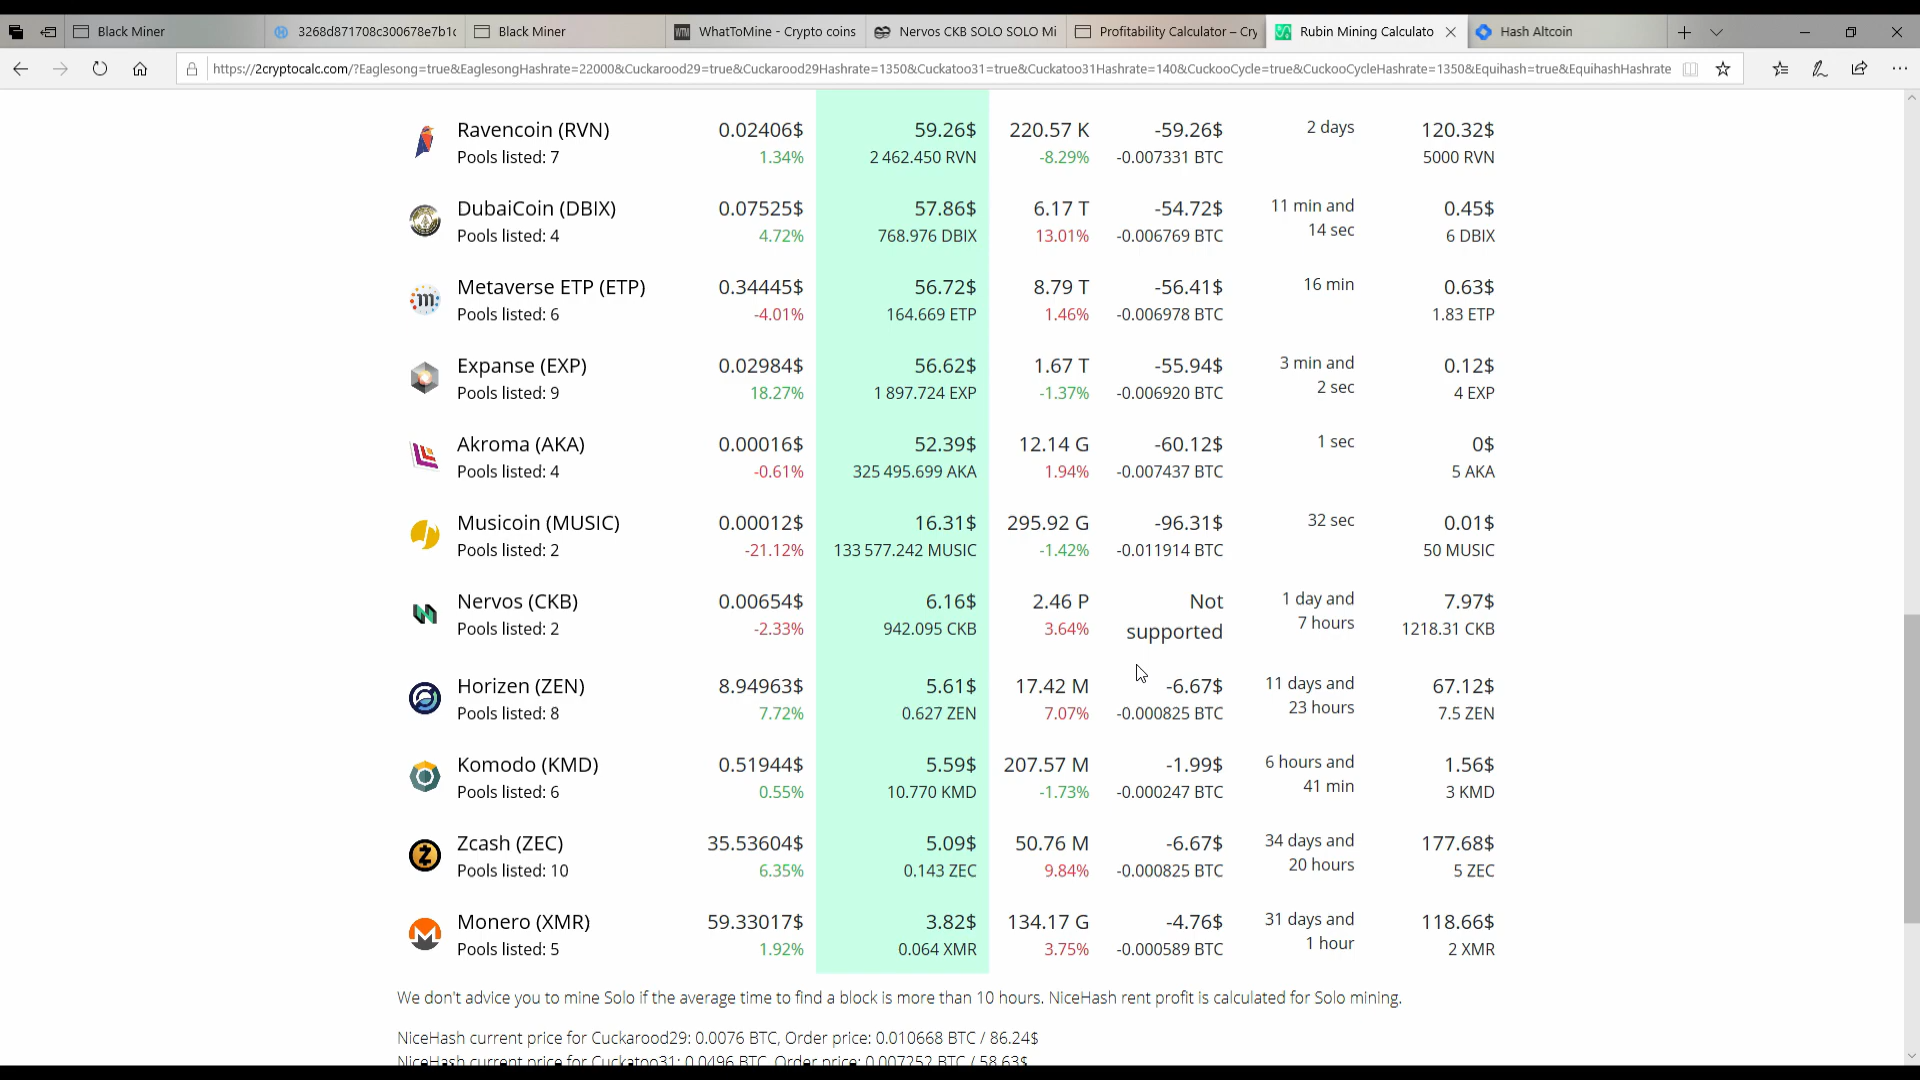 Black Miner
3268d871708c300678e7b1c
Black Miner
WTM
WhatToMine - Crypto coins
Nervos CKB SOLO SOLO Mi
Profitability Calculator – Cry
Rubin Mining Calculato
Hash Altcoin
https://2cryptocalc.com/?Eaglesong=true&EaglesongHashrate=22000&Cuckarood29=true&Cuckarood29Hashrate=1350&Cuckatoo31=true&Cuckatoo31Hashrate=140&CuckooCycle=true&CuckooCycleHashrate=1350&Equihash=true&EquihashHashrate
Ravencoin (RVN) 0.02406$ 59.26$ 220.57 K -59.26$ 2 days 120.32$
Pools listed: 7 1.34% 2 462.450 RVN -8.29% -0.007331 BTC 5000 RVN
DubaiCoin (DBIX) 0.07525$ 57.86$ 6.17 T -54.72$ 11 min and 0.45$
Pools listed: 4 4.72% 768.976 DBIX 13.01% -0.006769 BTC 14 sec 6 DBIX
Metaverse ETP (ETP) 0.34445$ 56.72$ 8.79 T -56.41$ 16 min 0.63$
Pools listed: 6 -4.01% 164.669 ETP 1.46% -0.006978 BTC 1.83 ETP
Expanse (EXP) 0.02984$ 56.62$ 1.67 T -55.94$ 3 min and 0.12$
Pools listed: 9 18.27% 1 897.724 EXP -1.37% -0.006920 BTC 2 sec 4 EXP
Akroma (AKA) 0.00016$ 52.39$ 12.14 G -60.12$ 1 sec 0$
Pools listed: 4 -0.61% 325 495.699 AKA 1.94% -0.007437 BTC 5 AKA
Musicoin (MUSIC) 0.00012$ 16.31$ 295.92 G -96.31$ 32 sec 0.01$
Pools listed: 2 -21.12% 133 577.242 MUSIC -1.42% -0.011914 BTC 50 MUSIC
Nervos (CKB) 0.00654$ 6.16$ 2.46 P Not 1 day and 7.97$
Pools listed: 2 -2.33% 942.095 CKB 3.64% supported 7 hours 1218.31 CKB
Horizen (ZEN) 8.94963$ 5.61$ 17.42 M -6.67$ 11 days and 67.12$
Pools listed: 8 7.72% 0.627 ZEN 7.07% -0.000825 BTC 23 hours 7.5 ZEN
Komodo (KMD) 0.51944$ 5.59$ 207.57 M -1.99$ 6 hours and 1.56$
Pools listed: 6 0.55% 10.770 KMD -1.73% -0.000247 BTC 41 min 3 KMD
Zcash (ZEC) 35.53604$ 5.09$ 50.76 M -6.67$ 34 days and 177.68$
Pools listed: 10 6.35% 0.143 ZEC 9.84% -0.000825 BTC 20 hours 5 ZEC
Monero (XMR) 59.33017$ 3.82$ 134.17 G -4.76$ 31 days and 118.66$
Pools listed: 5 1.92% 0.064 XMR 3.75% -0.000589 BTC 1 hour 2 XMR
We don't advice you to mine Solo if the average time to find a block is more than 10 hours. NiceHash rent profit is calculated for Solo mining.
NiceHash current price for Cuckarood29: 0.0076 BTC, Order price: 0.010668 BTC / 86.24$
NiceHash current price for Cuckatoo31: 0.0496 BTC, Order price: 0.007252 BTC / 58.63$